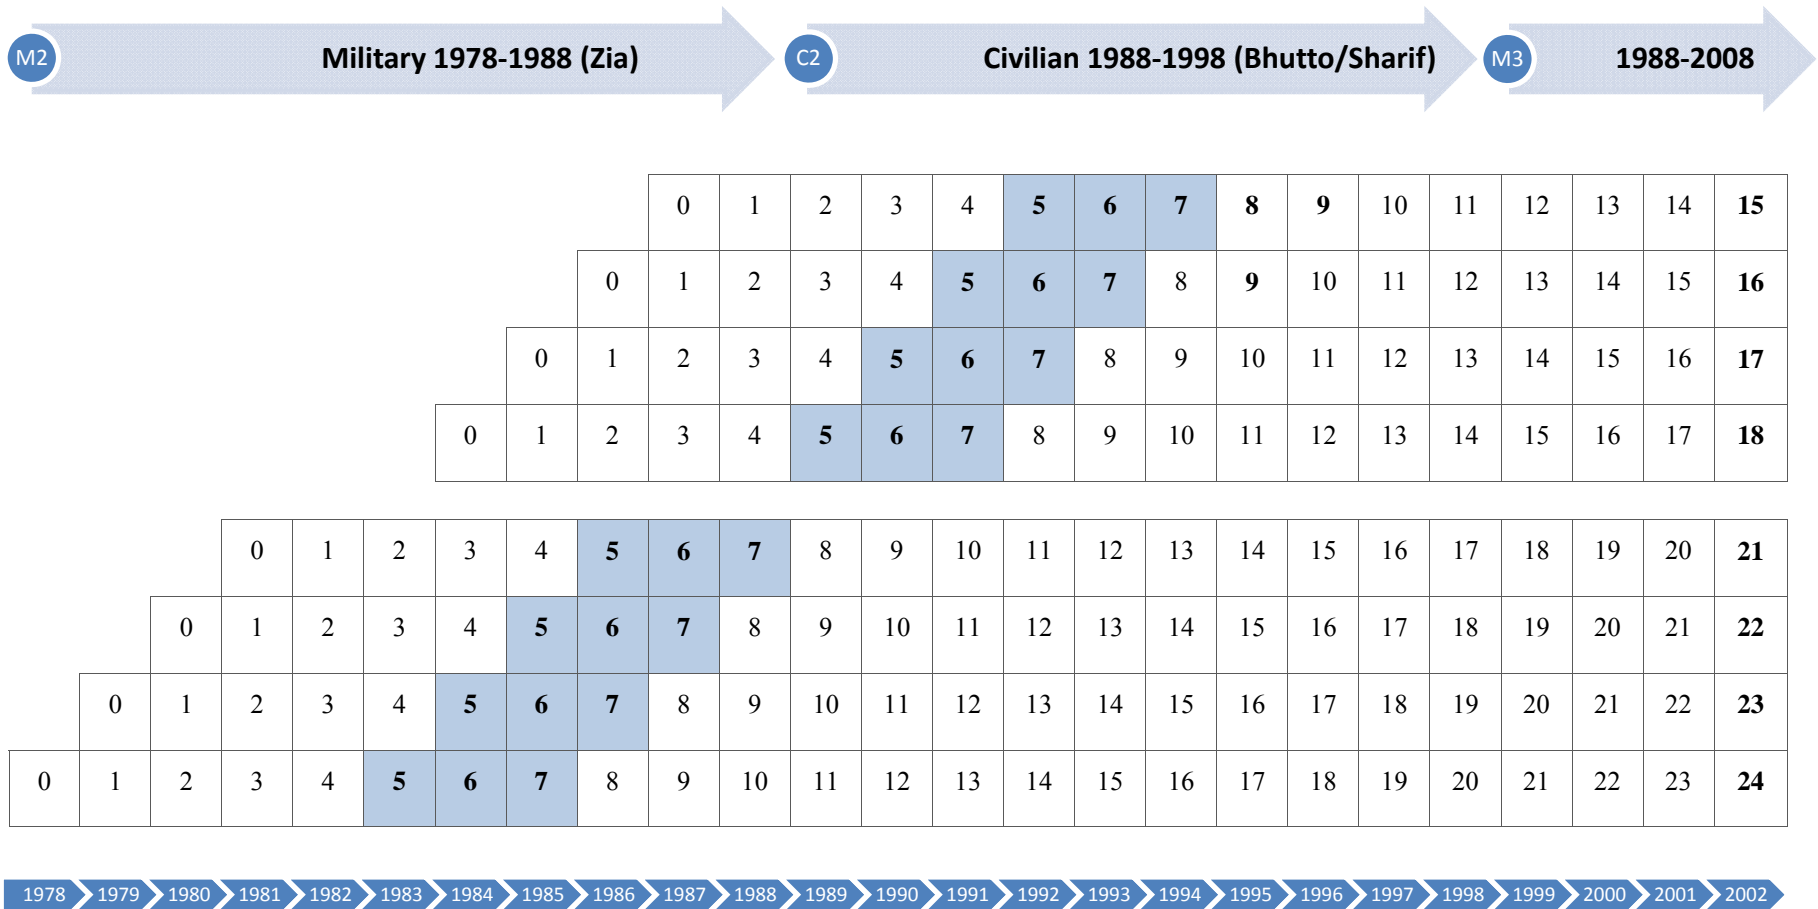 M2 Military 1978-1988 (Zia) C2 Civilian 1988-1998 (Bhutto/Sharif) M3 1988-2008
0 1 2 3 4 5 6 7 8 9 10 11 12 13 14 15
0 1 2 3 4 5 6 7 8 9 10 11 12 13 14 15 16
0 1 2 3 4 5 6 7 8 9 10 11 12 13 14 15 16 17
0 1 2 3 4 5 6 7 8 9 10 11 12 13 14 15 16 17 18
0 1 2 3 4 5 6 7 8 9 10 11 12 13 14 15 16 17 18 19 20 21
0 1 2 3 4 5 6 7 8 9 10 11 12 13 14 15 16 17 18 19 20 21 22
0 1 2 3 4 5 6 7 8 9 10 11 12 13 14 15 16 17 18 19 20 21 22 23
0 1 2 3 4 5 6 7 8 9 10 11 12 13 14 15 16 17 18 19 20 21 22 23 24
1978 1979 1980 1981 1982 1983 1984 1985 1986 1987 1988 1989 1990 1991 1992 1993 1994 1995 1996 1997 1998 1999 2000 2001 2002